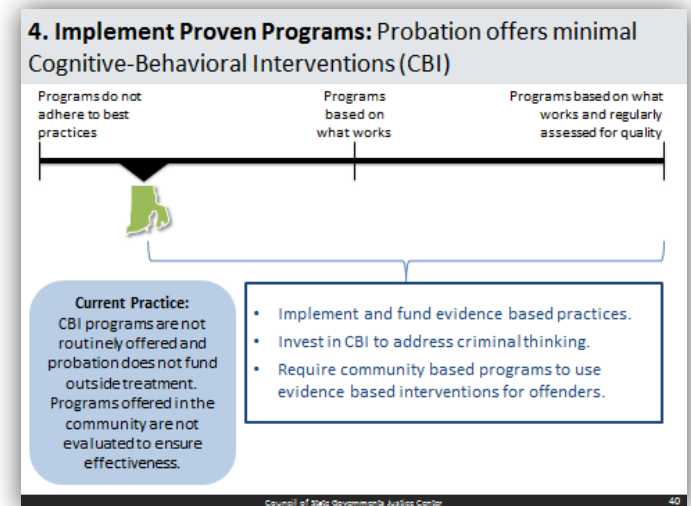 4. Implement Proven Programs: Probation offers minimal
Cognitive-Behavioral Interventions (CBI)
Programs do not
adhere to best
practices
Programs
based on
what works
Programs based on what
works and regularly
assessed for quality
Current Practice:
CBI programs are not
routinely offered and
probation does not fund
outside treatment.
Programs offered in the
community are not
evaluated to ensure
effectiveness.
• Implement and fund evidence based practices.
• Invest in CBI to address criminal thinking.
• Require community based programs to use
evidence based interventions for offenders.
Council of State Governments Justice Center
40